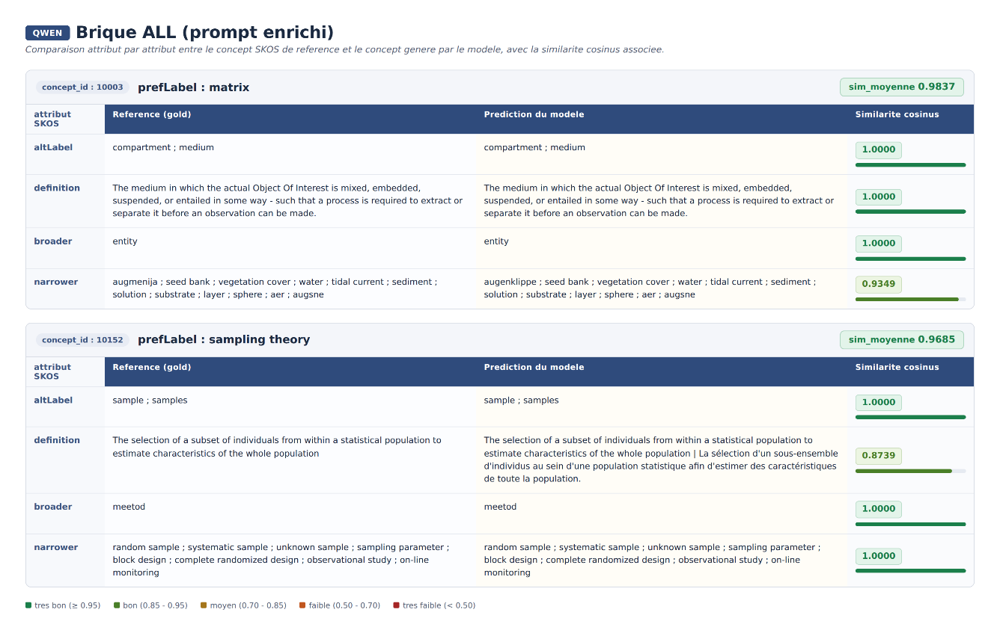 QWEN Brique ALL (prompt enrichi)
Comparaison attribut par attribut entre le concept SKOS de reference et le concept genere par le modele, avec la similarite cosinus associee.
concept_id : 10003 prefLabel : matrix sim_moyenne 0.9837
attribut SKOS Reference (gold) Prediction du modele Similarite cosinus
altLabel compartment ; medium compartment ; medium 1.0000
definition
The medium in which the actual Object Of Interest is mixed, embedded,
suspended, or entailed in some way - such that a process is required to extract or
separate it before an observation can be made.
The medium in which the actual Object Of Interest is mixed, embedded,
suspended, or entailed in some way - such that a process is required to extract or
separate it before an observation can be made.
1.0000
broader entity entity 1.0000
narrower
augmenija ; seed bank ; vegetation cover ; water ; tidal current ; sediment ;
solution ; substrate ; layer ; sphere ; aer ; augsne
augenklippe ; seed bank ; vegetation cover ; water ; tidal current ; sediment ;
solution ; substrate ; layer ; sphere ; aer ; augsne
0.9349
concept_id : 10152 prefLabel : sampling theory sim_moyenne 0.9685
attribut SKOS Reference (gold) Prediction du modele Similarite cosinus
altLabel sample ; samples sample ; samples 1.0000
definition
The selection of a subset of individuals from within a statistical population to
estimate characteristics of the whole population
The selection of a subset of individuals from within a statistical population to
estimate characteristics of the whole population | La sélection d'un sous-ensemble
d'individus au sein d'une population statistique afin d'estimer des caractéristiques
de toute la population.
0.8739
broader meetod meetod 1.0000
narrower
random sample ; systematic sample ; unknown sample ; sampling parameter ;
block design ; complete randomized design ; observational study ; on-line
monitoring
random sample ; systematic sample ; unknown sample ; sampling parameter ;
block design ; complete randomized design ; observational study ; on-line
monitoring
1.0000
tres bon (≥ 0.95) bon (0.85 - 0.95) moyen (0.70 - 0.85) faible (0.50 - 0.70) tres faible (< 0.50)